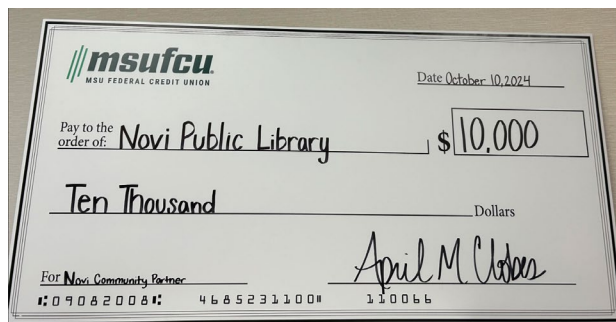 msufcu
MSU FEDERAL CREDIT UNION
Date October 10, 2024
Pay to the
order of: Novi Public Library $ 10,000
Ten Thousand Dollars
April M. Clobes
For Novi Community Partner
⑆09082008⑆ 4685231100⑈ 110066